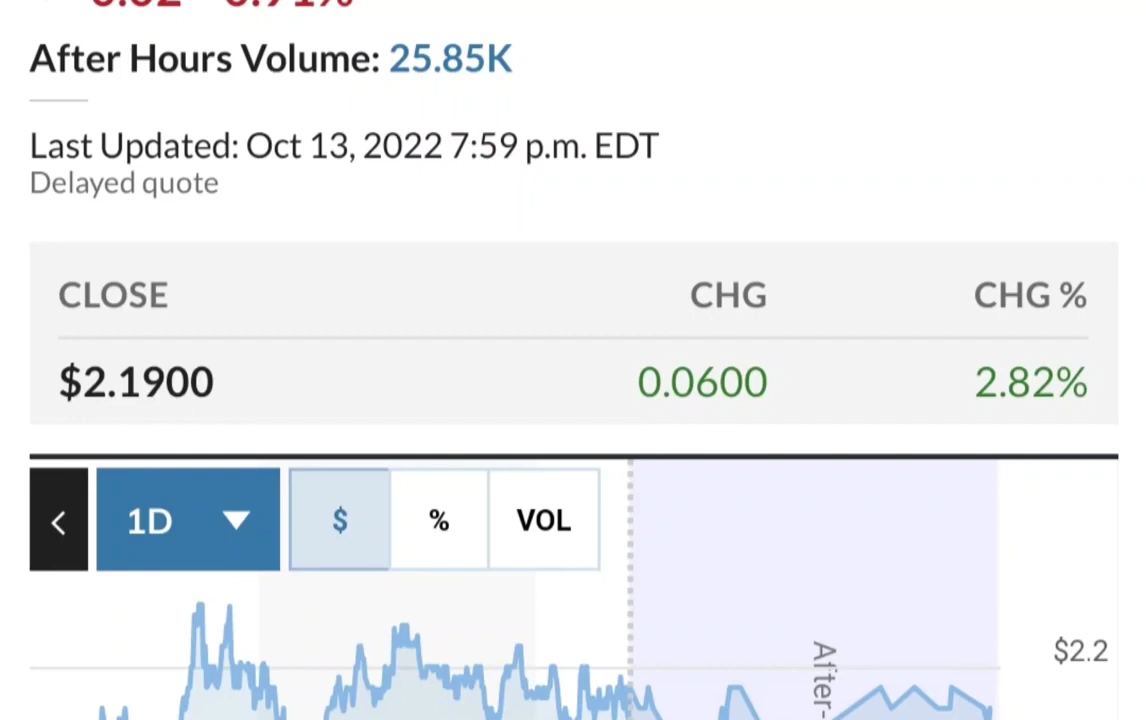 After Hours Volume: 25.85K
Last Updated: Oct 13, 2022 7:59 p.m. EDT
Delayed quote
CLOSE CHG CHG %
$2.1900 0.0600 2.82%
1D $ % VOL
$2.2
After-